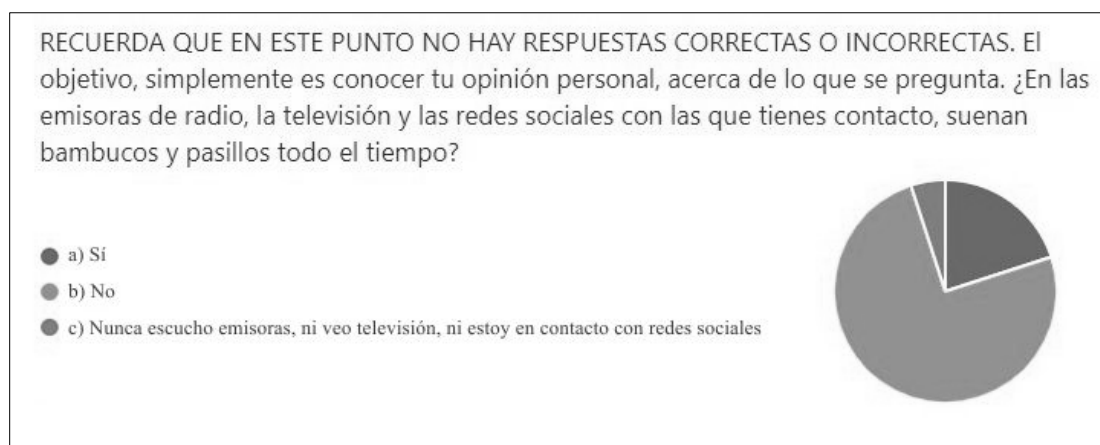 RECUERDA QUE EN ESTE PUNTO NO HAY RESPUESTAS CORRECTAS O INCORRECTAS. El
objetivo, simplemente es conocer tu opinión personal, acerca de lo que se pregunta. ¿En las
emisoras de radio, la televisión y las redes sociales con las que tienes contacto, suenan
bambucos y pasillos todo el tiempo?
a) Sí
b) No
c) Nunca escucho emisoras, ni veo televisión, ni estoy en contacto con redes sociales